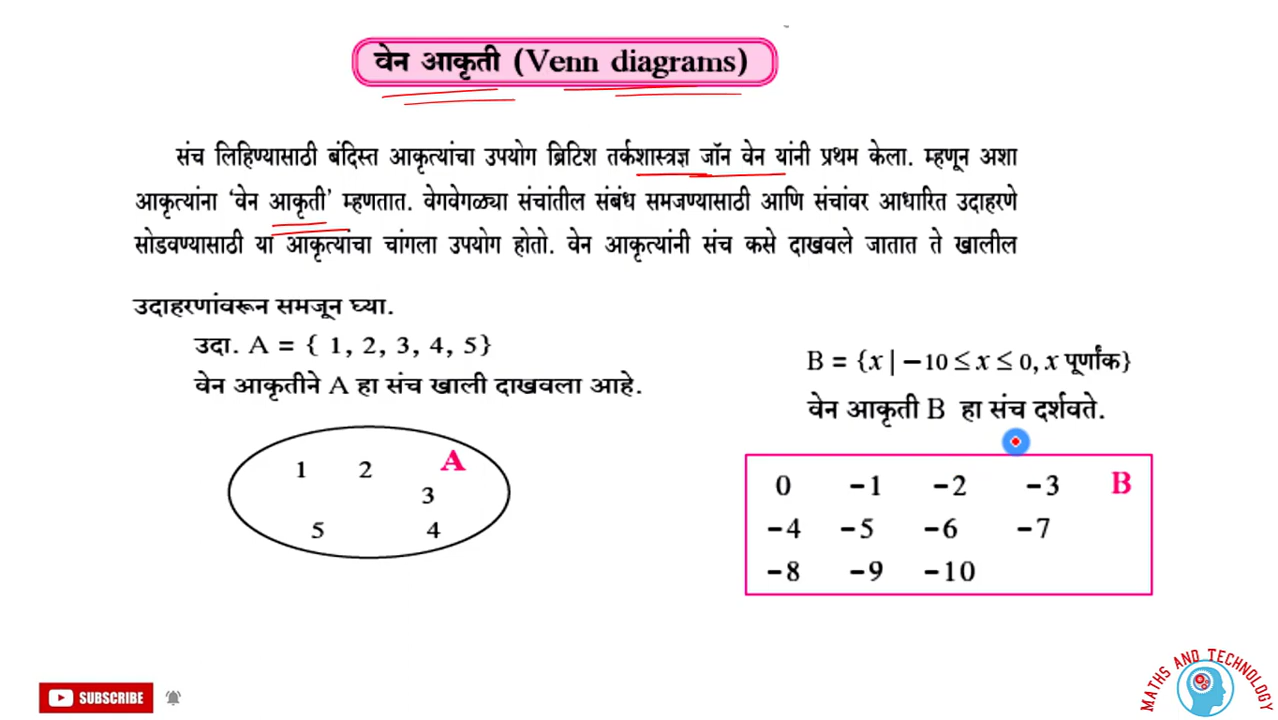 वेन आकृती (Venn diagrams)
संच लिहिण्यासाठी बंदिस्त आकृत्यांचा उपयोग ब्रिटिश तर्कशास्त्रज्ञ जॉन वेन यांनी प्रथम केला. म्हणून अशा
आकृत्यांना ‘वेन आकृती’ म्हणतात. वेगवेगळ्या संचांतील संबंध समजण्यासाठी आणि संचांवर आधारित उदाहरणे
सोडवण्यासाठी या आकृत्यांचा चांगला उपयोग होतो. वेन आकृत्यांनी संच कसे दाखवले जातात ते खालील
उदाहरणांवरून समजून घ्या.
उदा. A = { 1, 2, 3, 4, 5}
वेन आकृतीने A हा संच खाली दाखवला आहे.
1 2 A
3
5 4
B = {x | −10 ≤ x ≤ 0, x पूर्णांक}
वेन आकृती B हा संच दर्शवते.
0 −1 −2 −3 B
−4 −5 −6 −7
−8 −9 −10
SUBSCRIBE
MATHS AND TECHNOLOGY